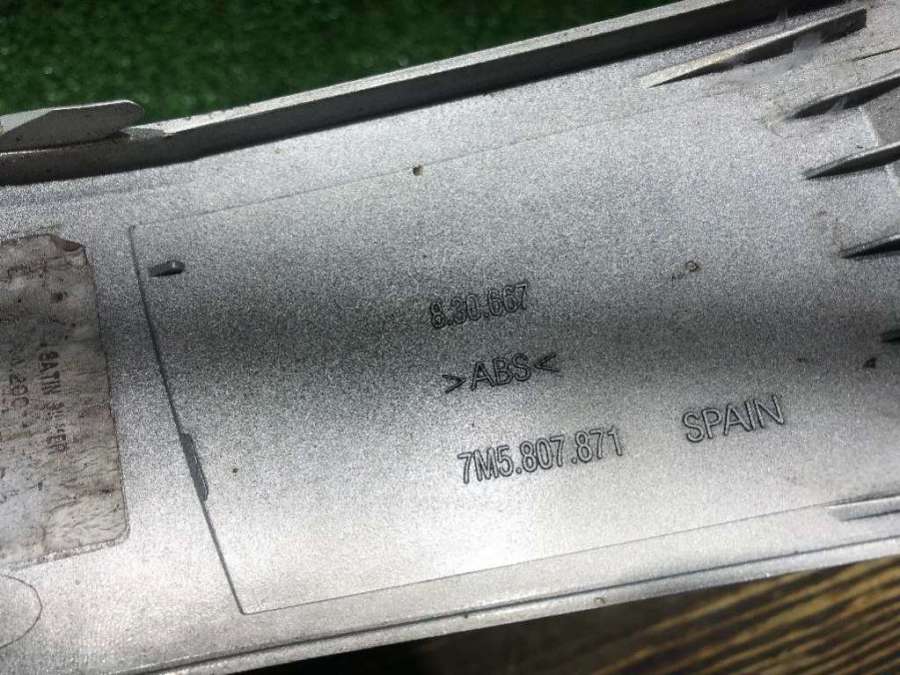 8.30.667
>ABS<
7M5.807.871 SPAIN
SATIN SILVER